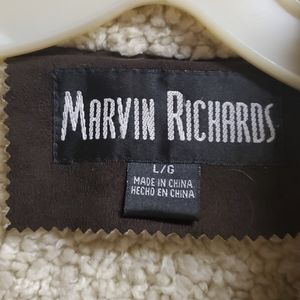 MARVIN RICHARDS
L/G
MADE IN CHINA
HECHO EN CHINA